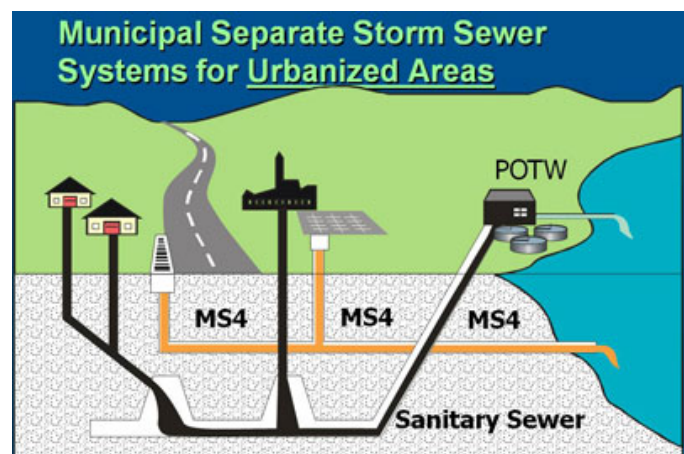 Municipal Separate Storm Sewer
Systems for Urbanized Areas
POTW
MS4 MS4 MS4
Sanitary Sewer